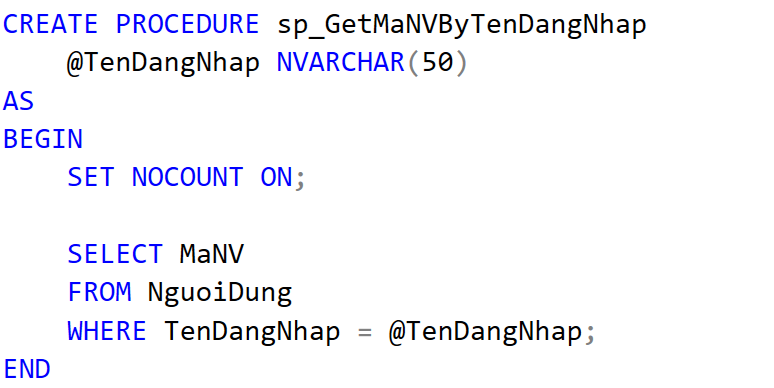 CREATE PROCEDURE sp_GetMaNVByTenDangNhap
    @TenDangNhap NVARCHAR(50)
AS
BEGIN
    SET NOCOUNT ON;

    SELECT MaNV
    FROM NguoiDung
    WHERE TenDangNhap = @TenDangNhap;
END